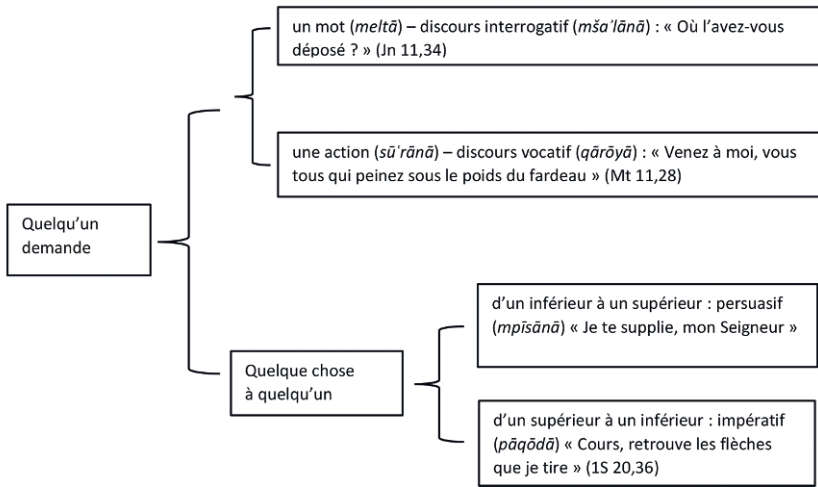 un mot (meltā) – discours interrogatif (mšaʾlānā) : « Où l'avez-vous
déposé ? » (Jn 11,34)
une action (sūʿrānā) – discours vocatif (qārōyā) : « Venez à moi, vous
tous qui peinez sous le poids du fardeau » (Mt 11,28)
Quelqu'un
demande
Quelque chose
à quelqu'un
d'un inférieur à un supérieur : persuasif
(mpīsānā) « Je te supplie, mon Seigneur »
d'un supérieur à un inférieur : impératif
(pāqōdā) « Cours, retrouve les flèches
que je tire » (1S 20,36)